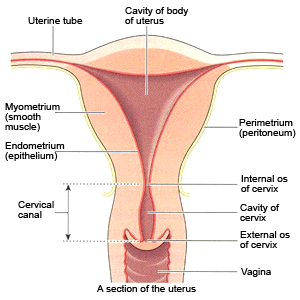 Uterine tube
Cavity of body
of uterus
Myometrium
(smooth
muscle)
Endometrium
(epithelium)
Perimetrium
(peritoneum)
Internal os
of cervix
Cervical
canal
Cavity of
cervix
External os
of cervix
Vagina
A section of the uterus